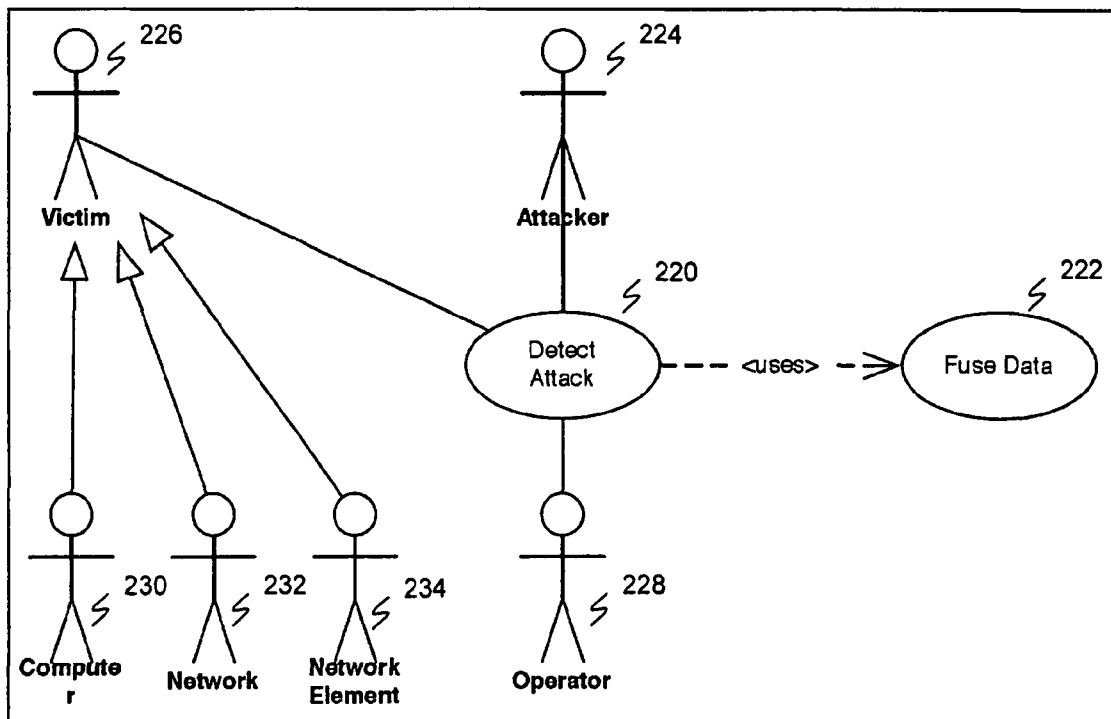 226
224
Victim
Attacker
220
222
Detect
Attack
<uses>
Fuse Data
230
232
234
228
Compute
r
Network
Network
Element
Operator